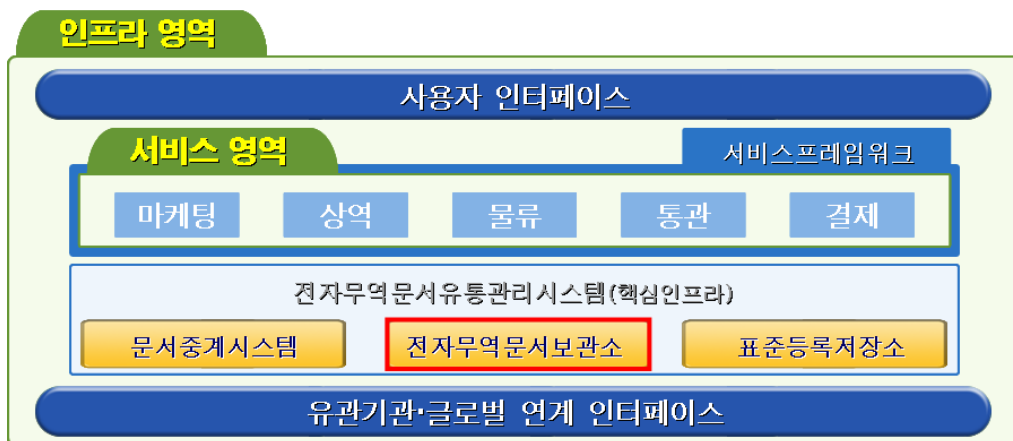 인프라 영역
사용자 인터페이스
서비스 영역
서비스프레임워크
마케팅 상역 물류 통관 결제
전자무역문서유통관리시스템(핵심인프라)
문서중계시스템 전자무역문서보관소 표준등록저장소
유관기관·글로벌 연계 인터페이스